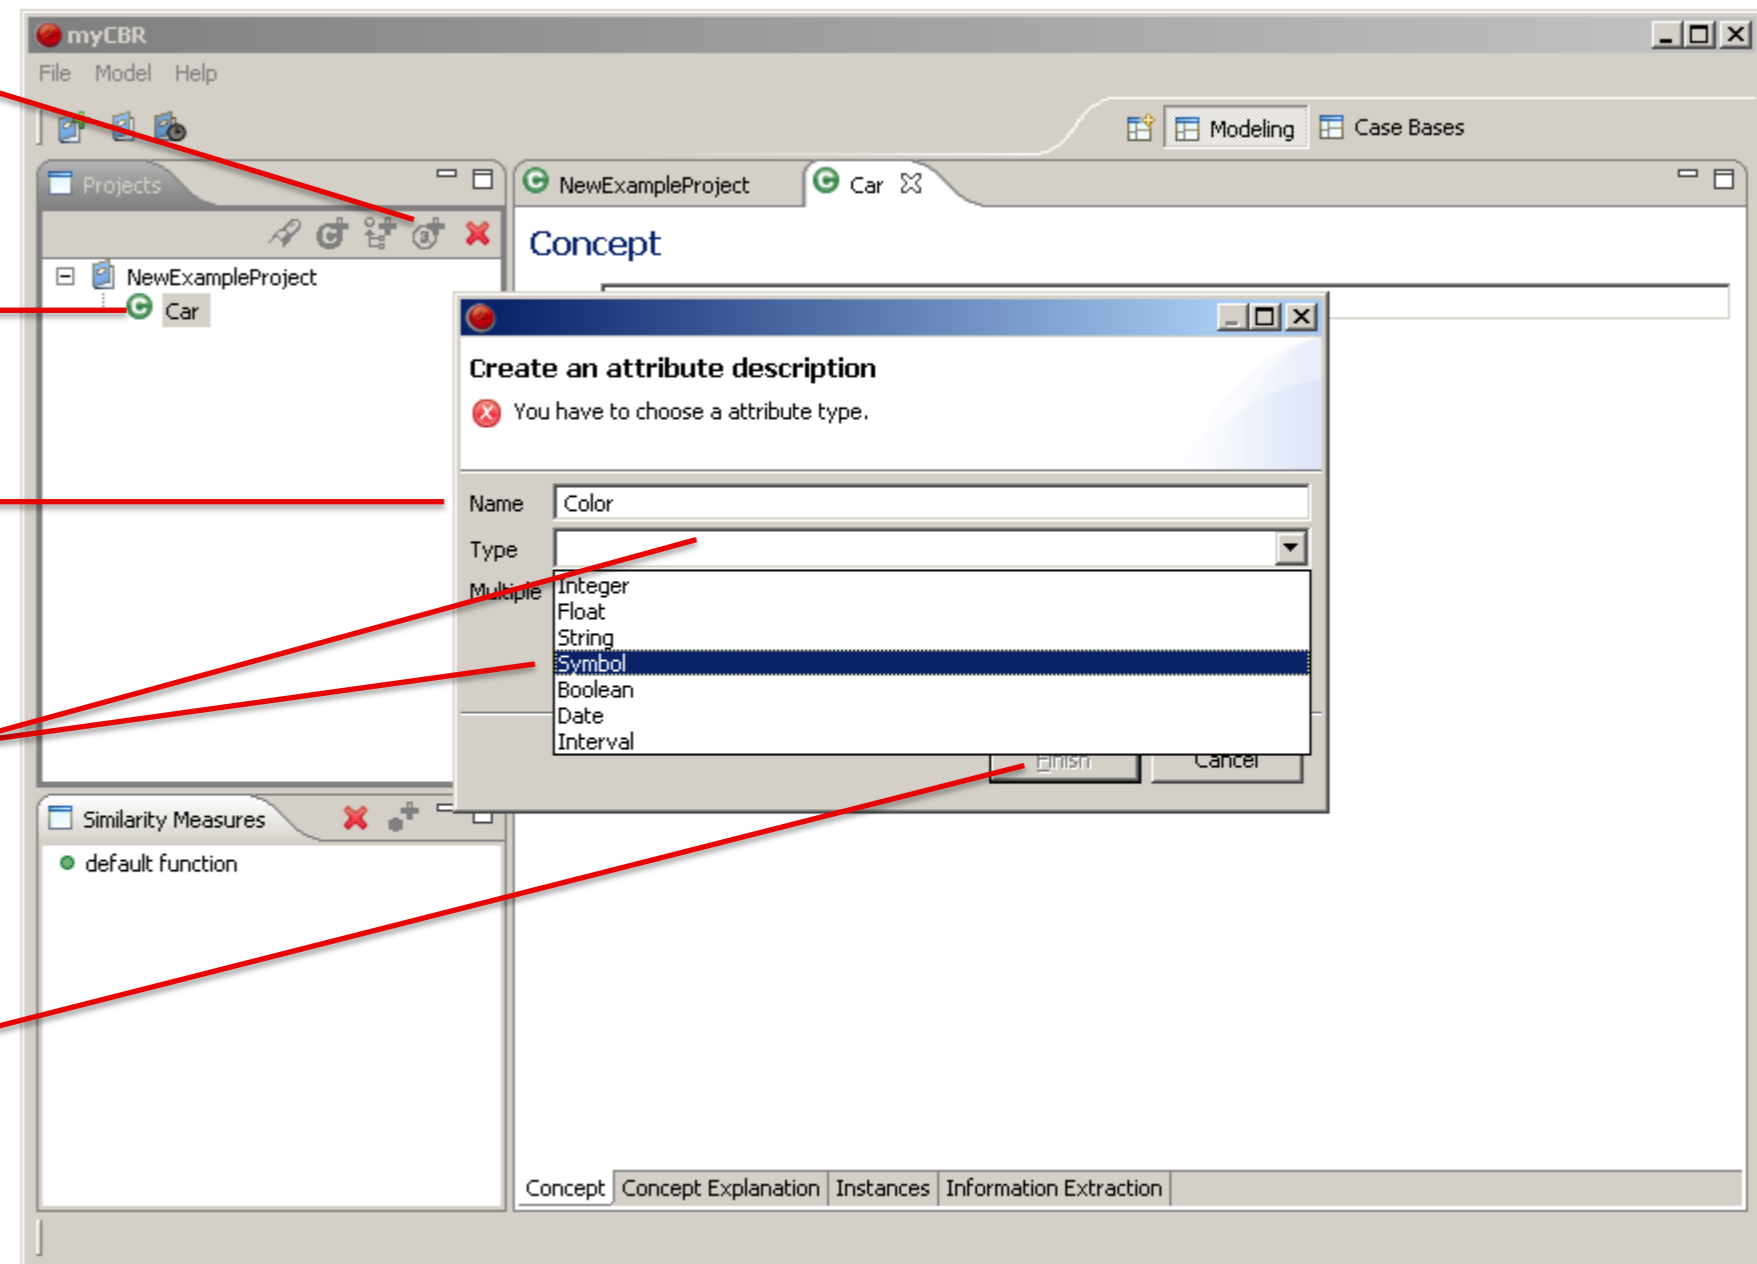 myCBR
File Model Help
Modeling Case Bases
Projects
NewExampleProject
Car
NewExampleProject Car
Concept
Create an attribute description
You have to choose a attribute type.
Name Color
Type
Multiple
Integer
Float
String
Symbol
Boolean
Date
Interval
Finish Cancel
Similarity Measures
default function
Concept Concept Explanation Instances Information Extraction